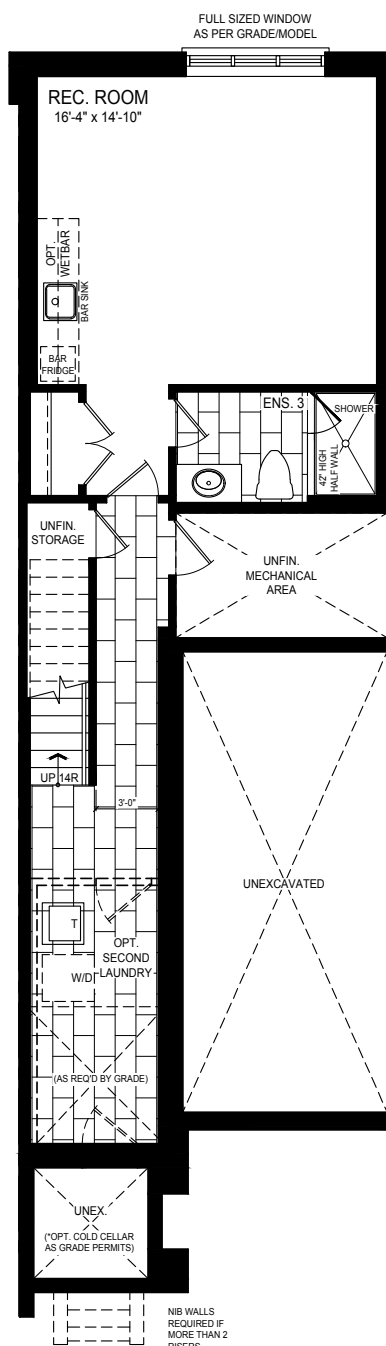 FULL SIZED WINDOW
AS PER GRADE/MODEL
REC. ROOM
16'-4" x 14'-10"
OPT.
WETBAR
BAR SINK
BAR
FRIDGE
ENS. 3
SHOWER
42" HIGH
HALF WALL
UNFIN.
STORAGE
UNFIN.
MECHANICAL
AREA
UP 14R
3'-0"
UNEXCAVATED
T
OPT.
SECOND
LAUNDRY
W/D
(AS REQ'D BY GRADE)
UNEX.
(*OPT. COLD CELLAR
AS GRADE PERMITS)
NIB WALLS
REQUIRED IF
MORE THAN 2
RISERS